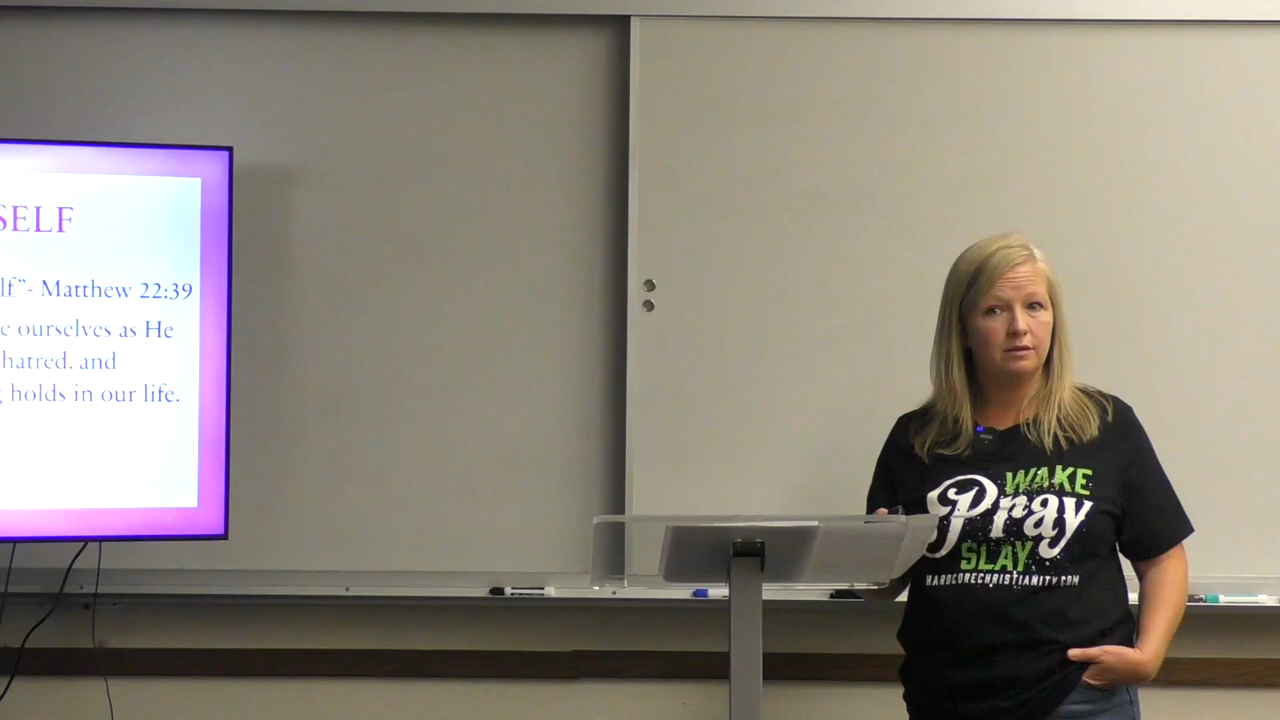 SELF
lf”- Matthew 22:39
e ourselves as He
hatred, and
g holds in our life.
WAKE
Pray
SLAY
HARDCORECHRISTIANITY.COM